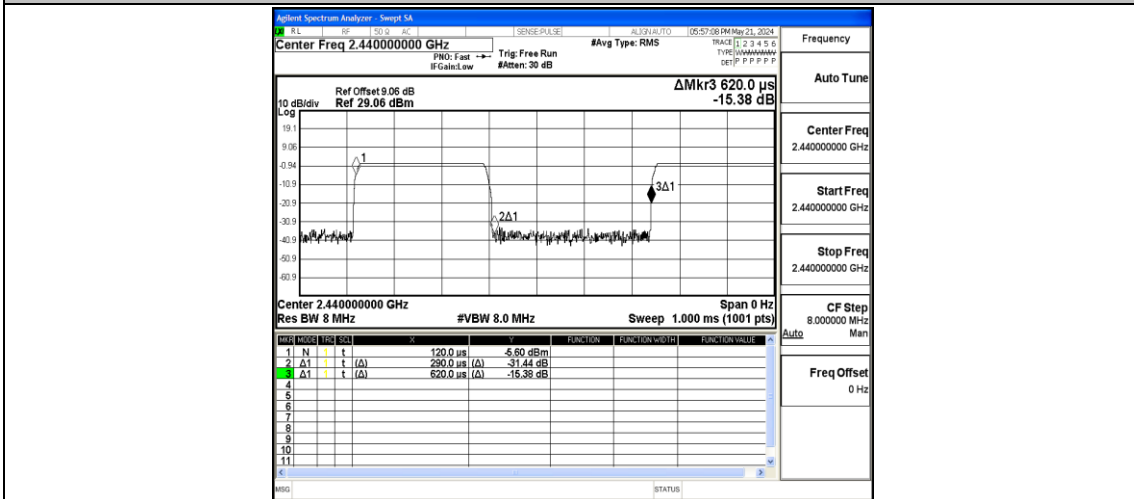 Agilent Spectrum Analyzer - Swept SA
RL RF 50 Ω AC SENSE:PULSE ALIGN AUTO 05:57:08 PM May 21, 2024
Center Freq 2.440000000 GHz #Avg Type: RMS TRACE 1 2 3 4 5 6
PNO: Fast Trig: Free Run TYPE WWWWWW
IFGain:Low #Atten: 30 dB DET P P P P P P
ΔMkr3 620.0 µs
-15.38 dB
Ref Offset 9.06 dB
10 dB/div Ref 29.06 dBm
Log
19.1
9.06
-0.94
-10.9
-20.9
-30.9
-40.9
-50.9
-60.9
1
2Δ1
3Δ1
Center 2.440000000 GHz Span 0 Hz
Res BW 8 MHz #VBW 8.0 MHz Sweep 1.000 ms (1001 pts)
MKR MODE TRC SCL X Y FUNCTION FUNCTION WIDTH FUNCTION VALUE
1 N 1 t 120.0 µs -5.60 dBm
2 Δ1 1 t (Δ) 290.0 µs (Δ) -31.44 dB
3 Δ1 1 t (Δ) 620.0 µs (Δ) -15.38 dB
4
5
6
7
8
9
10
11
MSG STATUS
Frequency
Auto Tune
Center Freq
2.440000000 GHz
Start Freq
2.440000000 GHz
Stop Freq
2.440000000 GHz
CF Step
8.000000 MHz
Auto Man
Freq Offset
0 Hz